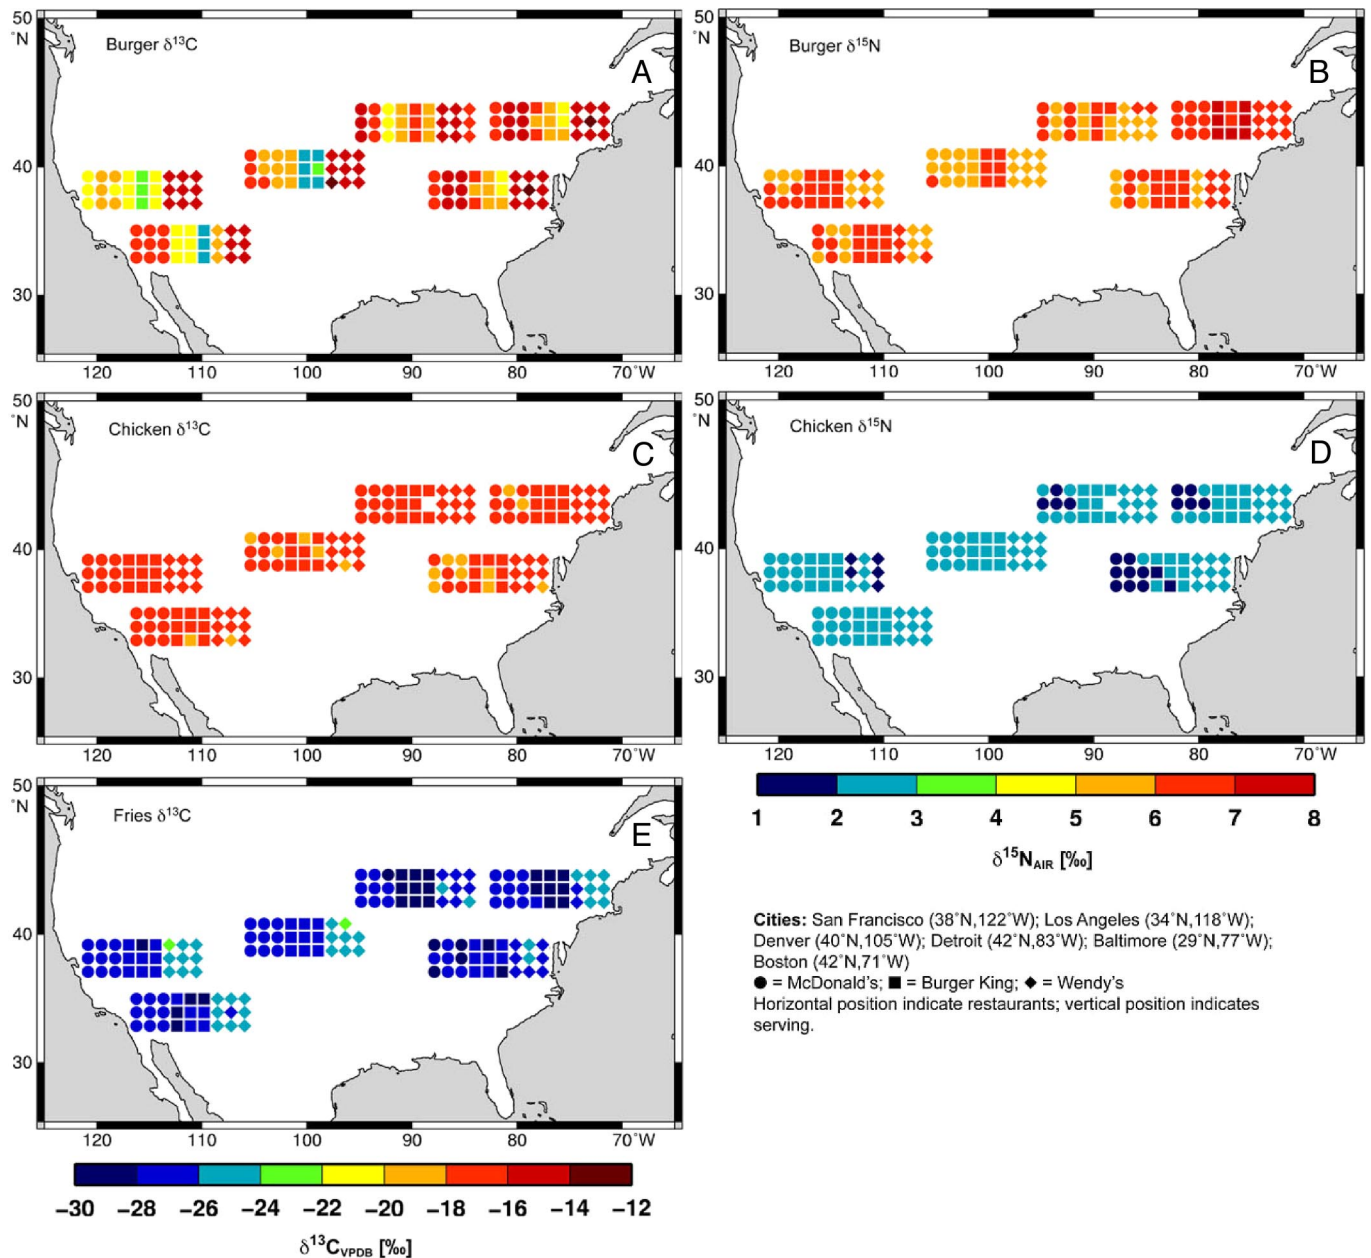 50
°N
Burger δ¹³C
A
40
30
120 110 100 90 80 70°W
50
°N
Burger δ¹⁵N
B
40
30
120 110 100 90 80 70°W
50
°N
Chicken δ¹³C
C
40
30
120 110 100 90 80 70°W
50
°N
Chicken δ¹⁵N
D
40
30
120 110 100 90 80 70°W
50
°N
Fries δ¹³C
E
40
30
120 110 100 90 80 70°W
−30 −28 −26 −24 −22 −20 −18 −16 −14 −12
δ¹³C_VPDB [‰]
1 2 3 4 5 6 7 8
δ¹⁵N_AIR [‰]
Cities: San Francisco (38°N,122°W); Los Angeles (34°N,118°W);
Denver (40°N,105°W); Detroit (42°N,83°W); Baltimore (29°N,77°W);
Boston (42°N,71°W)
● = McDonald's; ■ = Burger King; ◆ = Wendy's
Horizontal position indicate restaurants; vertical position indicates
serving.